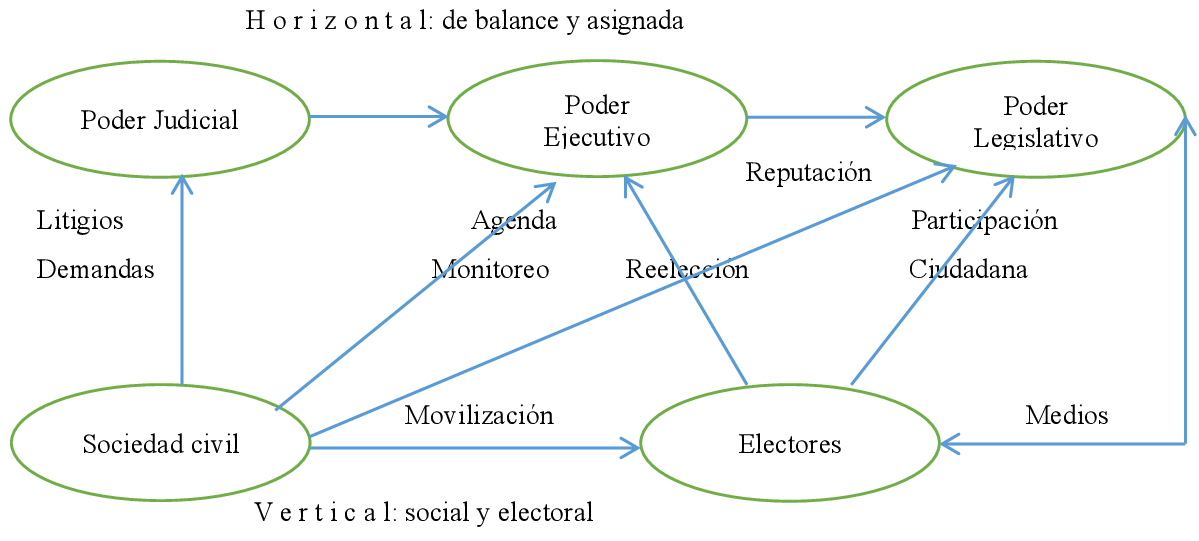 H o r i z o n t a l: de balance y asignada
Poder Judicial
Poder
Ejecutivo
Poder
Legislativo
Reputación
Litigios
Agenda
Participación
Demandas
Monitoreo
Reelección
Ciudadana
Movilización
Medios
Sociedad civil
Electores
V e r t i c a l: social y electoral